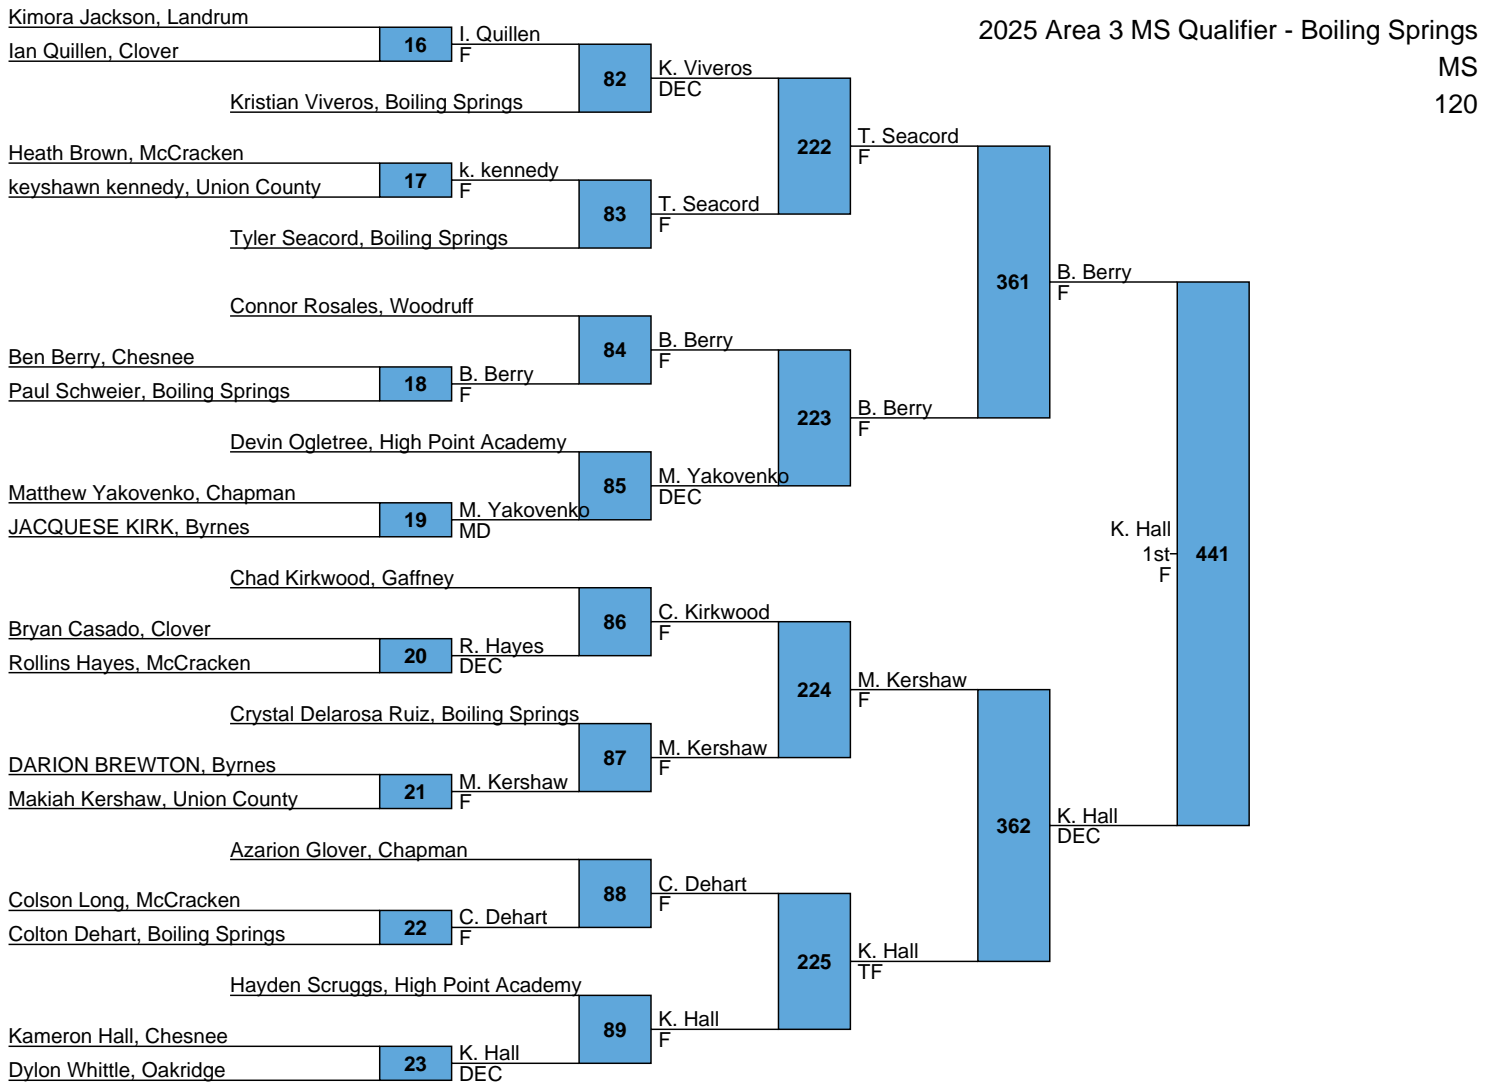 2025 Area 3 MS Qualifier - Boiling Springs
MS
120
Kimora Jackson, Landrum
Ian Quillen, Clover
16
I. Quillen
F
Kristian Viveros, Boiling Springs
82
K. Viveros
DEC
Heath Brown, McCracken
keyshawn kennedy, Union County
17
k. kennedy
F
Tyler Seacord, Boiling Springs
83
T. Seacord
F
222
T. Seacord
F
Connor Rosales, Woodruff
Ben Berry, Chesnee
Paul Schweier, Boiling Springs
18
B. Berry
F
84
B. Berry
F
Devin Ogletree, High Point Academy
Matthew Yakovenko, Chapman
JACQUESE KIRK, Byrnes
19
M. Yakovenko
MD
85
M. Yakovenko
DEC
223
B. Berry
F
361
B. Berry
F
Chad Kirkwood, Gaffney
Bryan Casado, Clover
Rollins Hayes, McCracken
20
R. Hayes
DEC
86
C. Kirkwood
F
Crystal Delarosa Ruiz, Boiling Springs
DARION BREWTON, Byrnes
Makiah Kershaw, Union County
21
M. Kershaw
F
87
M. Kershaw
F
224
M. Kershaw
F
Azarion Glover, Chapman
Colson Long, McCracken
Colton Dehart, Boiling Springs
22
C. Dehart
F
88
C. Dehart
F
Hayden Scruggs, High Point Academy
Kameron Hall, Chesnee
Dylon Whittle, Oakridge
23
K. Hall
DEC
89
K. Hall
F
225
K. Hall
TF
362
K. Hall
DEC
K. Hall
1st
F
441